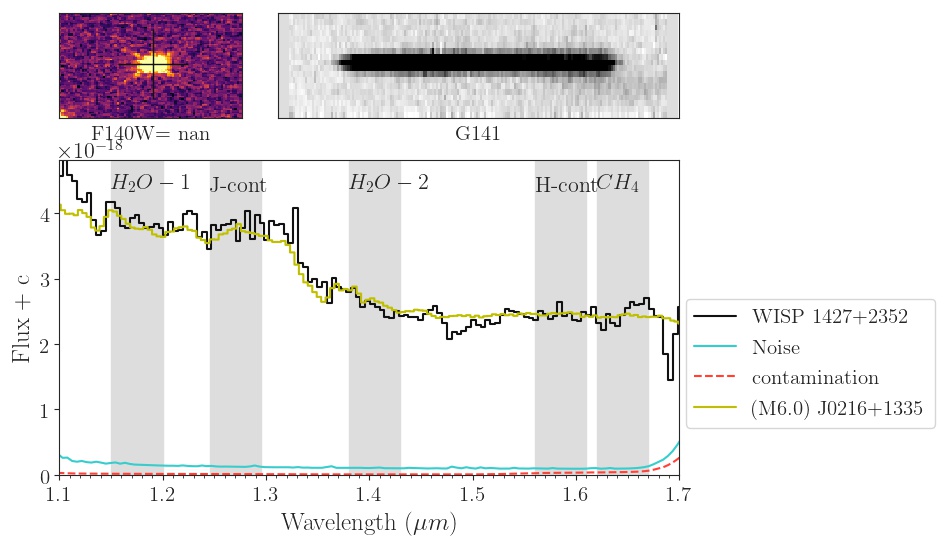 F140W= nan
G141
×10⁻¹⁸
H₂O − 1
J-cont
H₂O − 2
H-cont
CH₄
4
3
2
1
0
Flux + c
1.1 1.2 1.3 1.4 1.5 1.6 1.7
Wavelength (μm)
WISP 1427+2352
Noise
contamination
(M6.0) J0216+1335